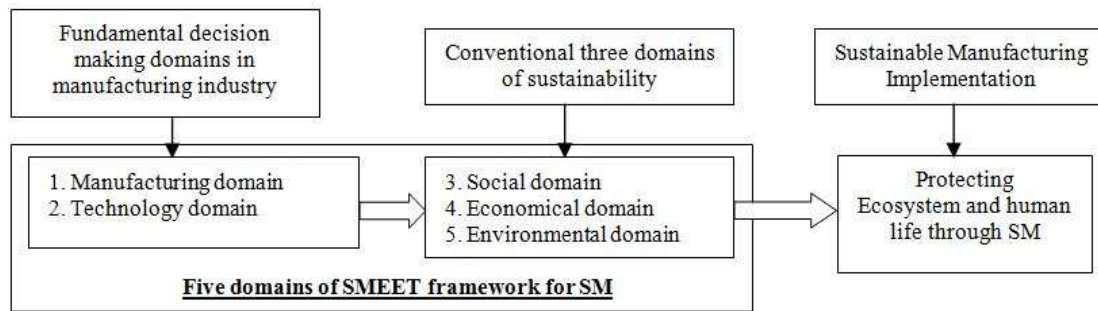 Fundamental decision
making domains in
manufacturing industry
Conventional three domains
of sustainability
Sustainable Manufacturing
Implementation
1. Manufacturing domain
2. Technology domain
3. Social domain
4. Economical domain
5. Environmental domain
Protecting
Ecosystem and human
life through SM
Five domains of SMEET framework for SM